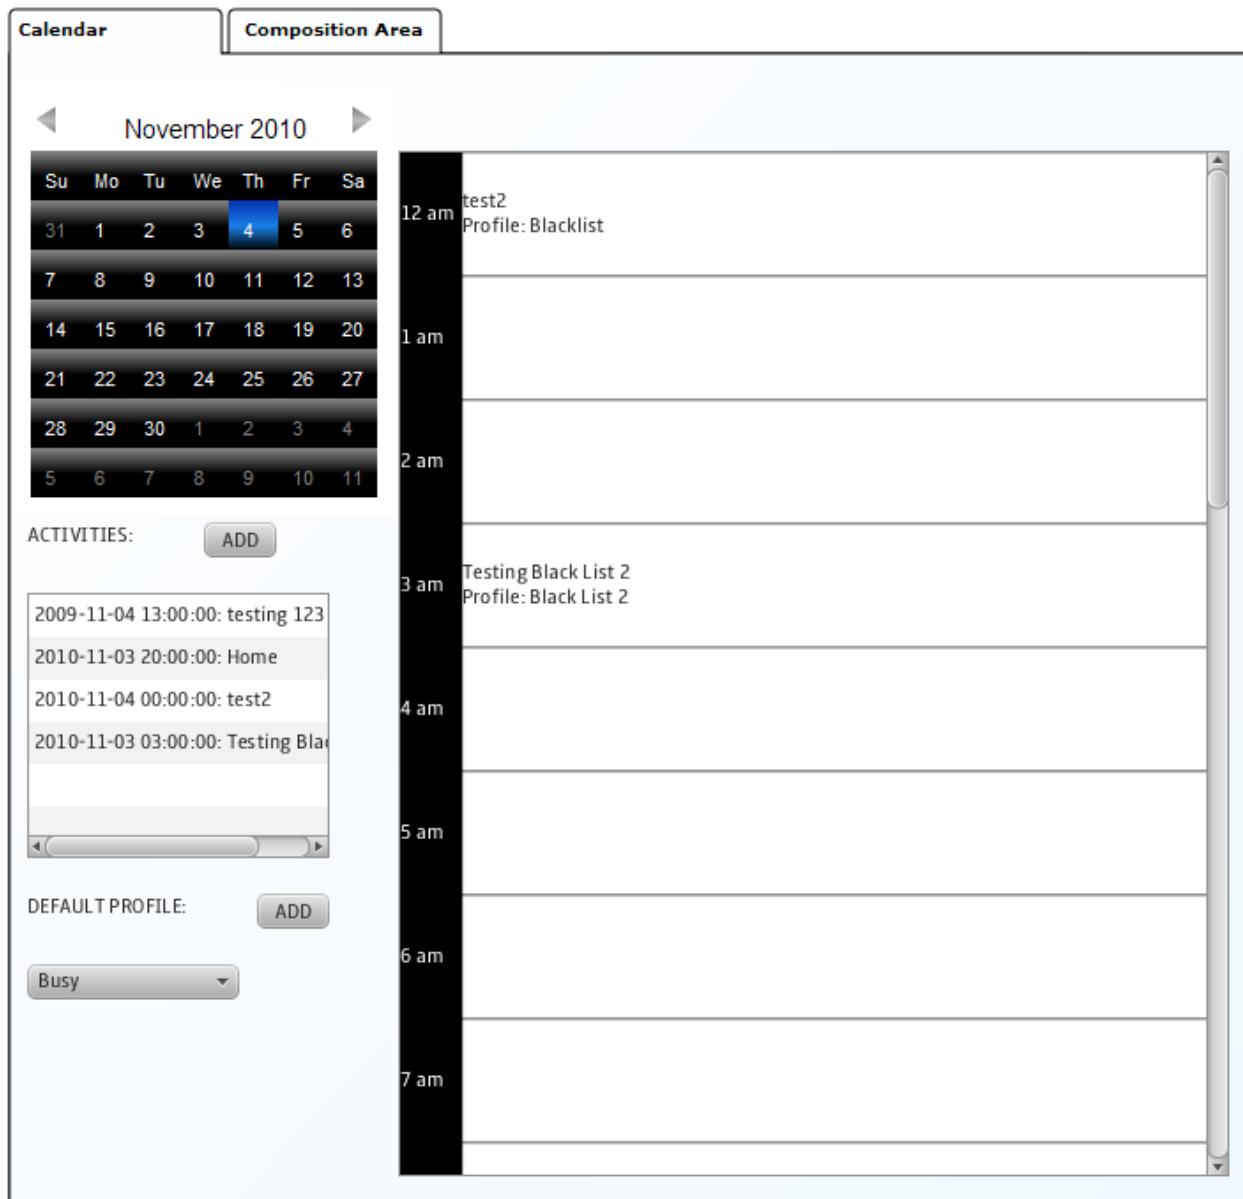 Calendar
Composition Area
November 2010
Su Mo Tu We Th Fr Sa
31 1 2 3 4 5 6
7 8 9 10 11 12 13
14 15 16 17 18 19 20
21 22 23 24 25 26 27
28 29 30 1 2 3 4
5 6 7 8 9 10 11
ACTIVITIES:
ADD
2009-11-04 13:00:00: testing 123
2010-11-03 20:00:00: Home
2010-11-04 00:00:00: test2
2010-11-03 03:00:00: Testing Bla
DEFAULT PROFILE:
ADD
Busy
12 am
test2
Profile: Blacklist
1 am
2 am
3 am
Testing Black List 2
Profile: Black List 2
4 am
5 am
6 am
7 am